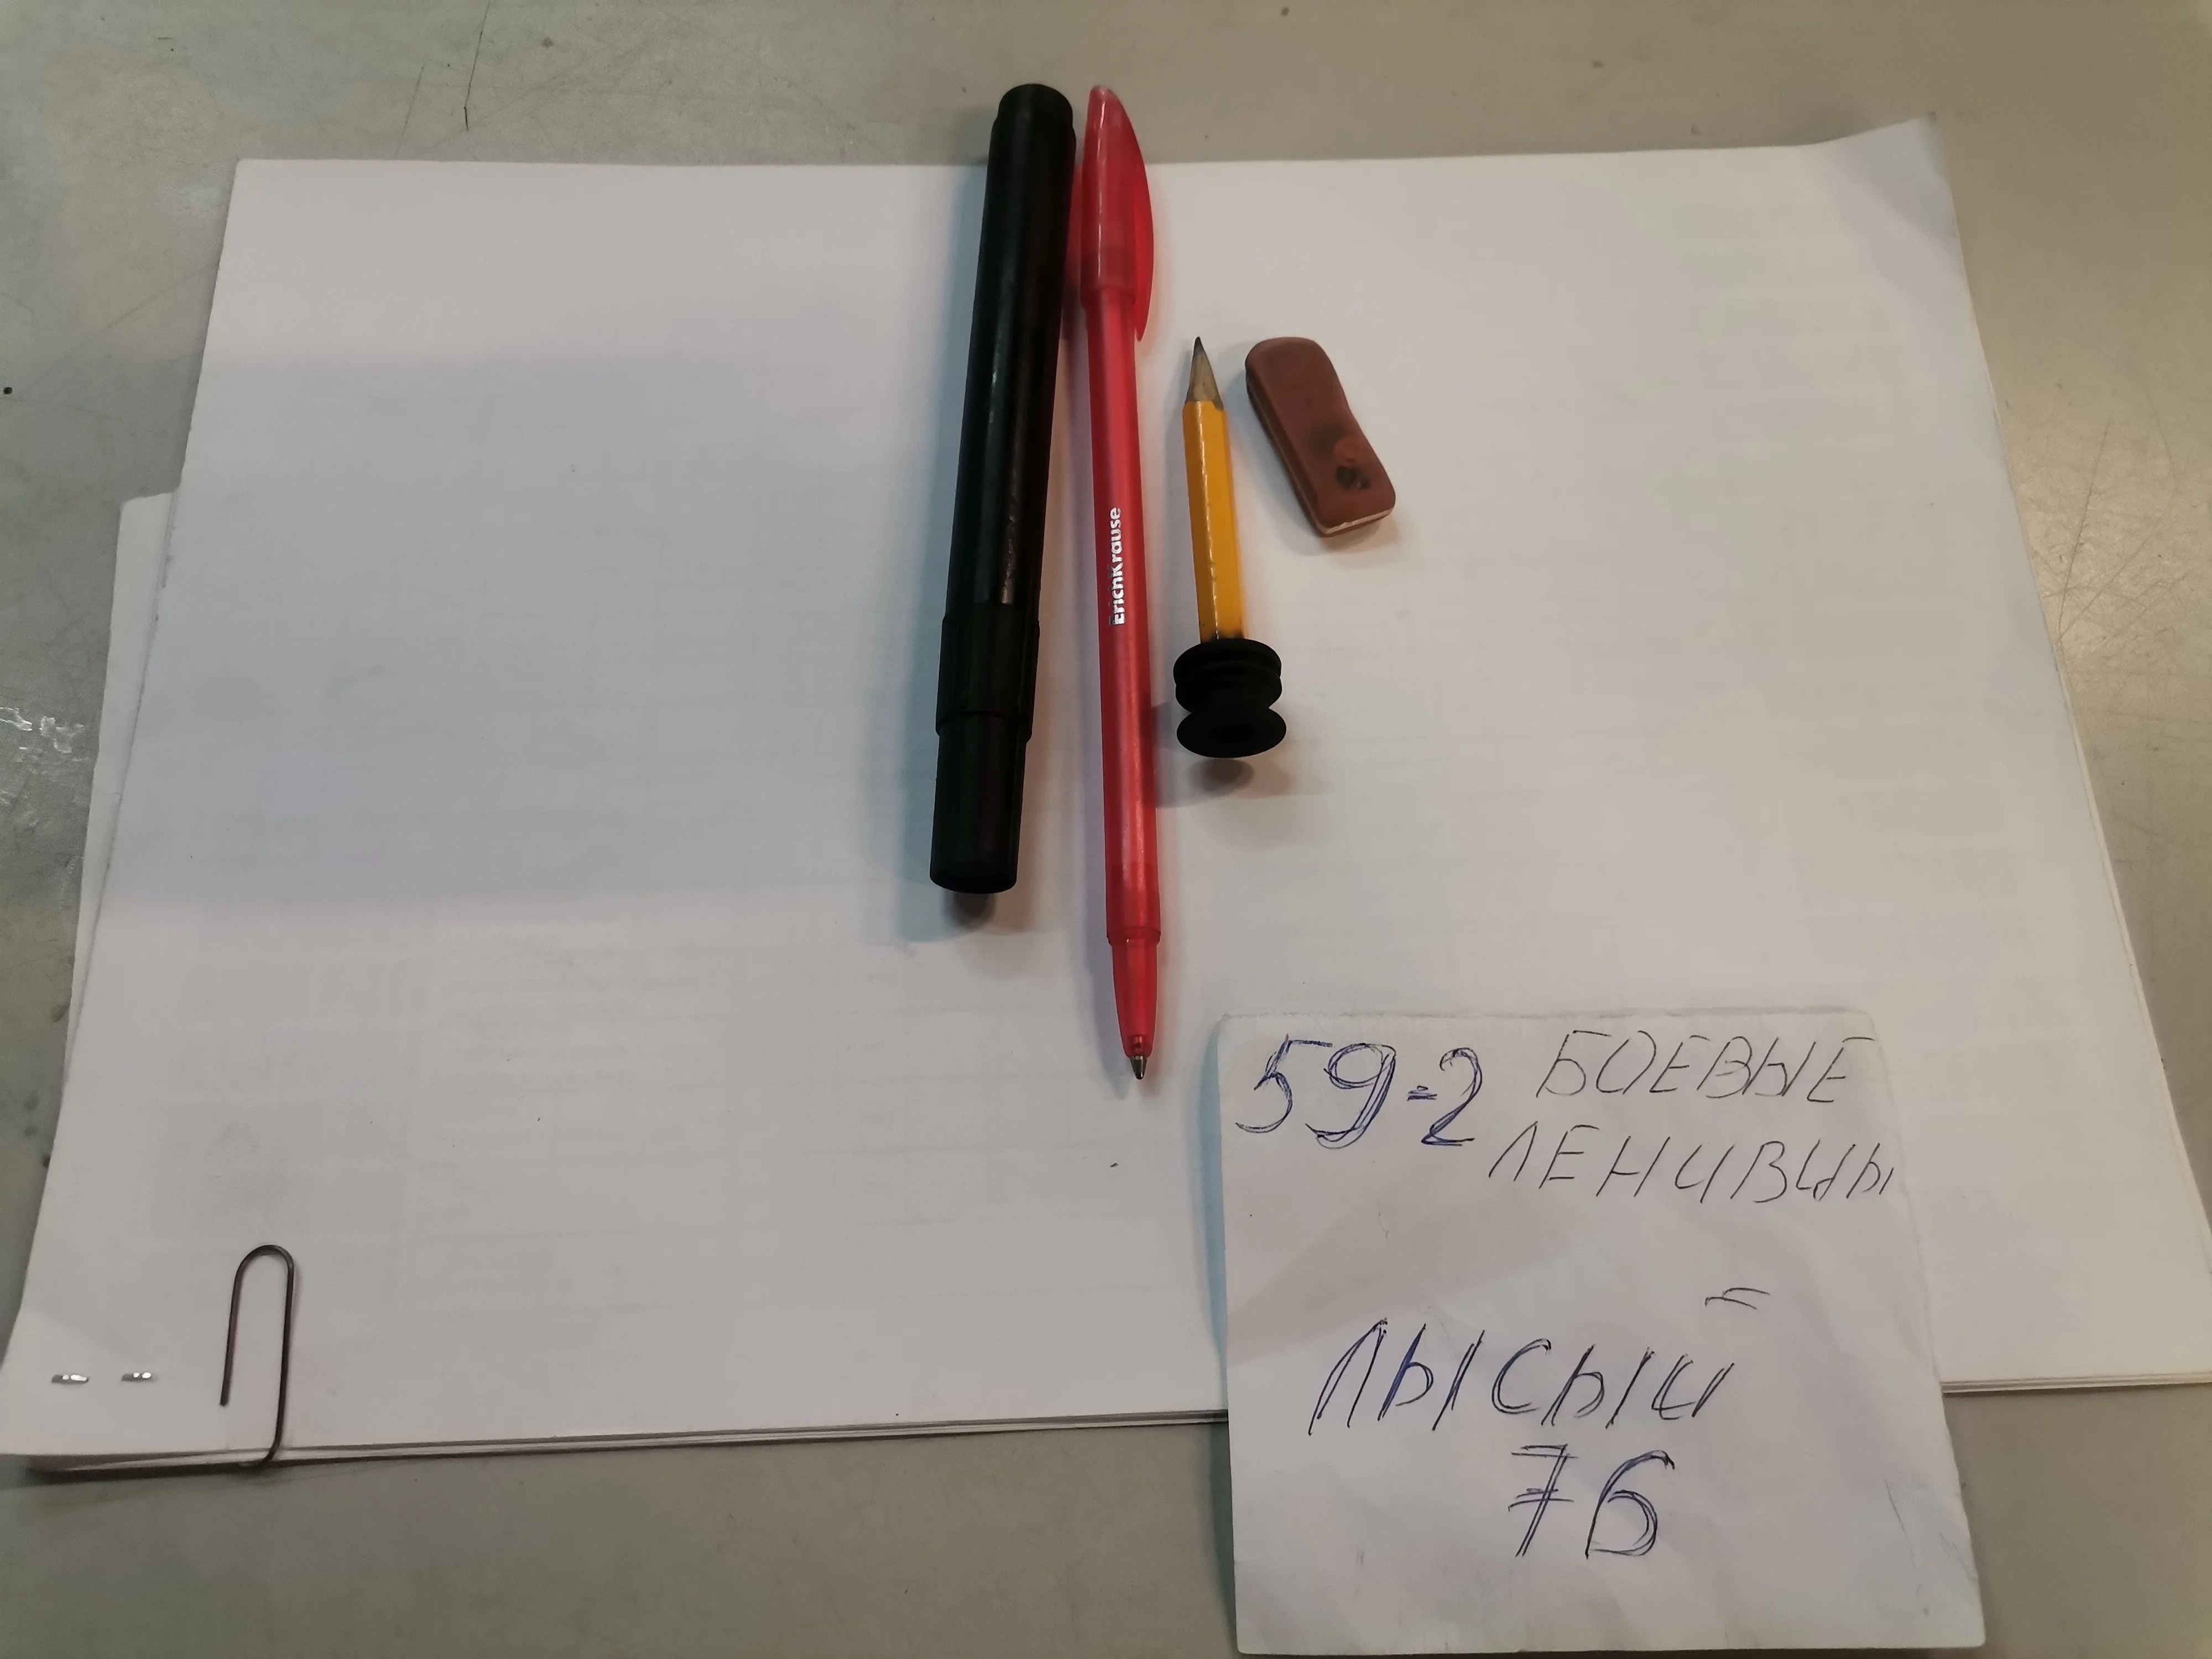 ErichKrause
59-2 БОЕВЫЕ
ЛЕНИВЦЫ
ЛЫСЫЙ
76